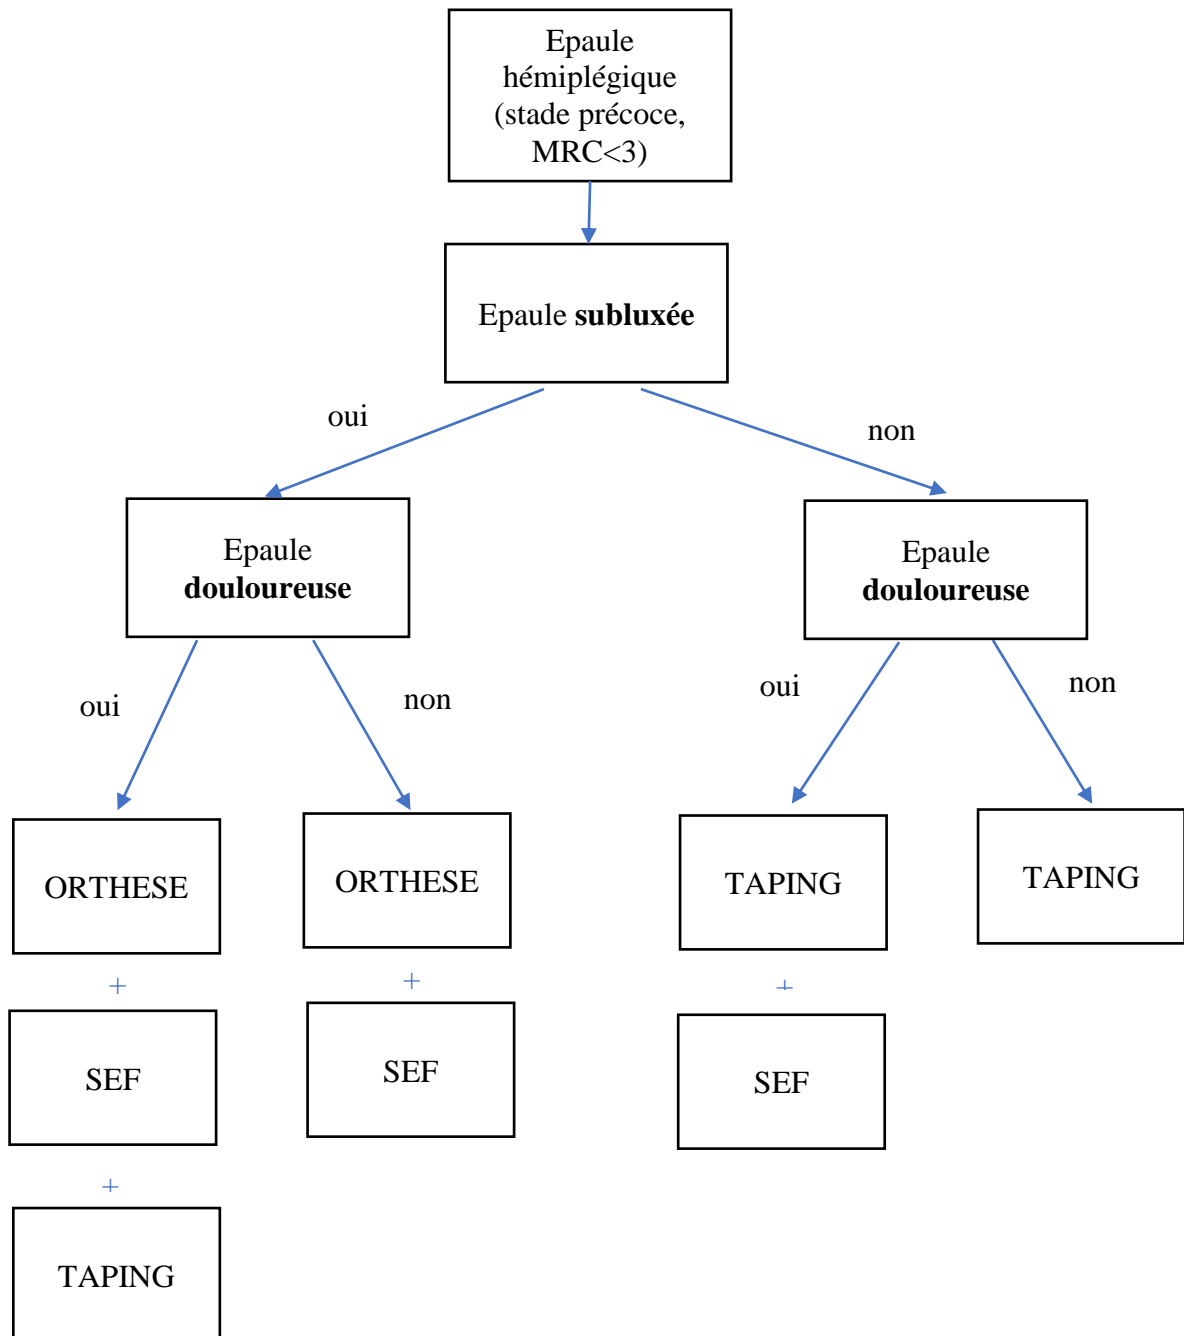 Epaule
hémiplégique
(stade précoce,
MRC<3)
Epaule subluxée
oui
non
Epaule
douloureuse
Epaule
douloureuse
oui
non
oui
non
ORTHESE
ORTHESE
TAPING
TAPING
+
+
+
SEF
SEF
SEF
+
TAPING